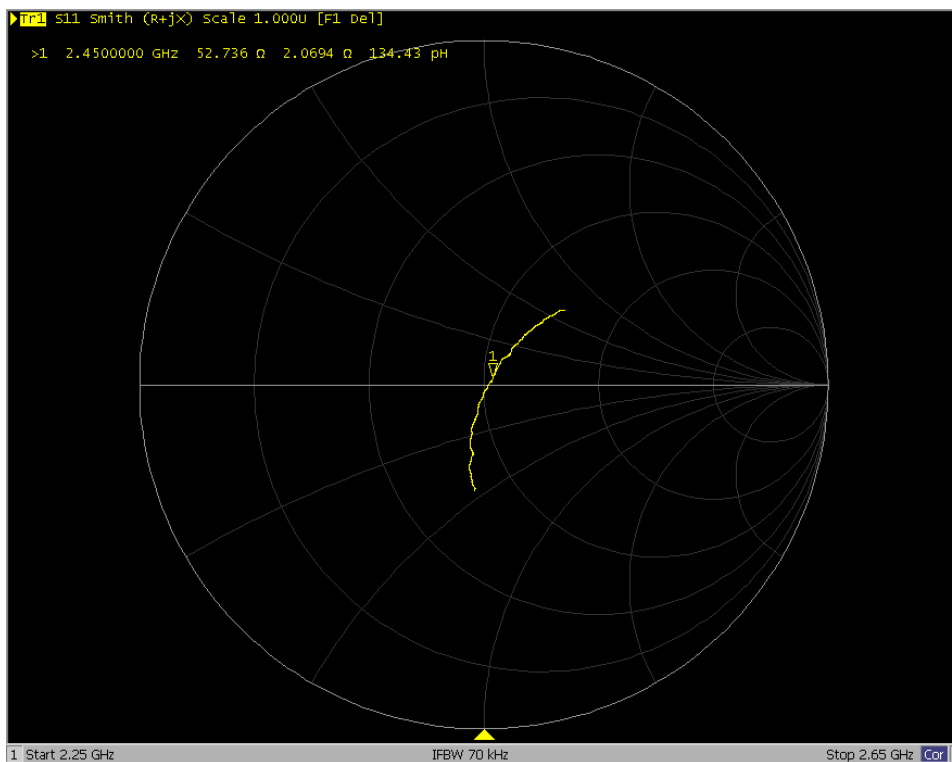 Tr1 S11 Smith (R+jX) Scale 1.000U [F1 Del]
>1 2.4500000 GHz 52.736 Ω 2.0694 Ω 134.43 pH
1
1 Start 2.25 GHz IFBW 70 kHz Stop 2.65 GHz Cor